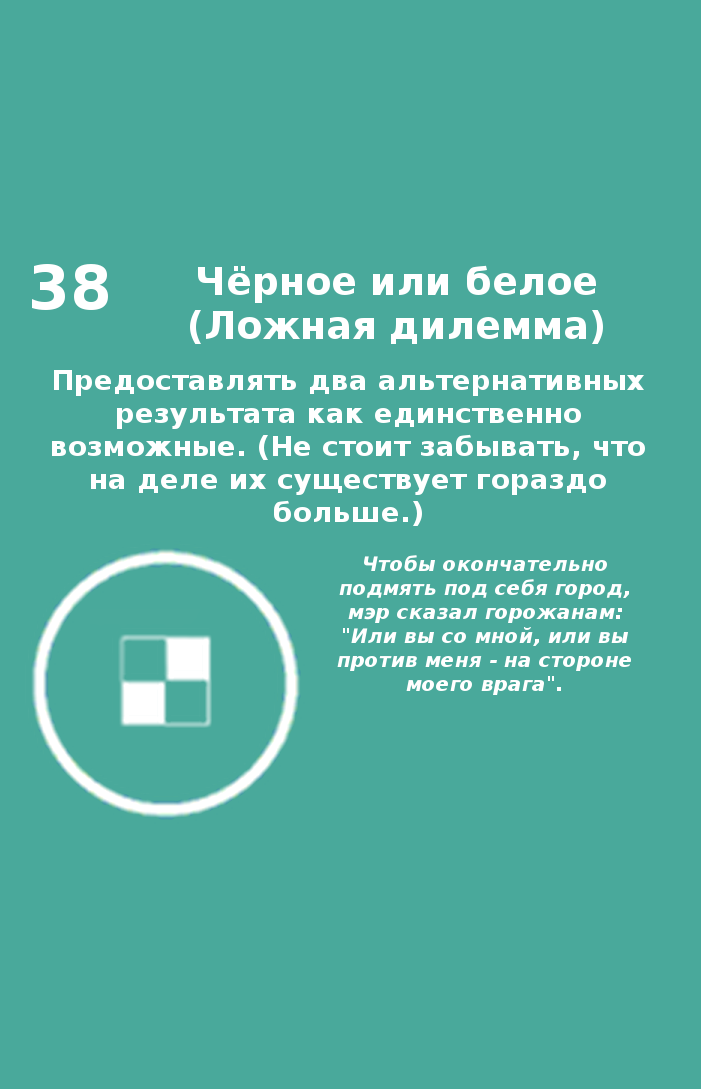 38
Чёрное или белое
(Ложная дилемма)
Предоставлять два альтернативных
результата как единственно
возможные. (Не стоит забывать, что
на деле их существует гораздо
больше.)
Чтобы окончательно
подмять под себя город,
мэр сказал горожанам:
"Или вы со мной, или вы
против меня - на стороне
моего врага".